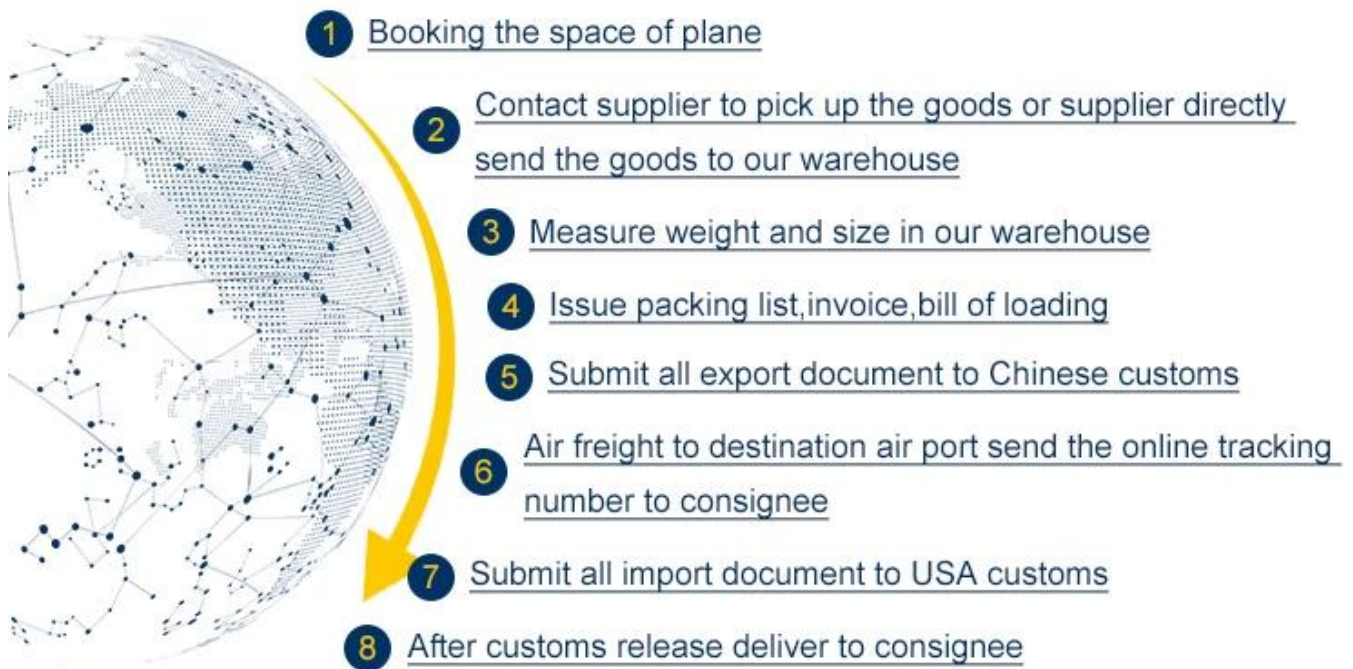 1 Booking the space of plane
2 Contact supplier to pick up the goods or supplier directly
send the goods to our warehouse
3 Measure weight and size in our warehouse
4 Issue packing list,invoice,bill of loading
5 Submit all export document to Chinese customs
6 Air freight to destination air port send the online tracking
number to consignee
7 Submit all import document to USA customs
8 After customs release deliver to consignee